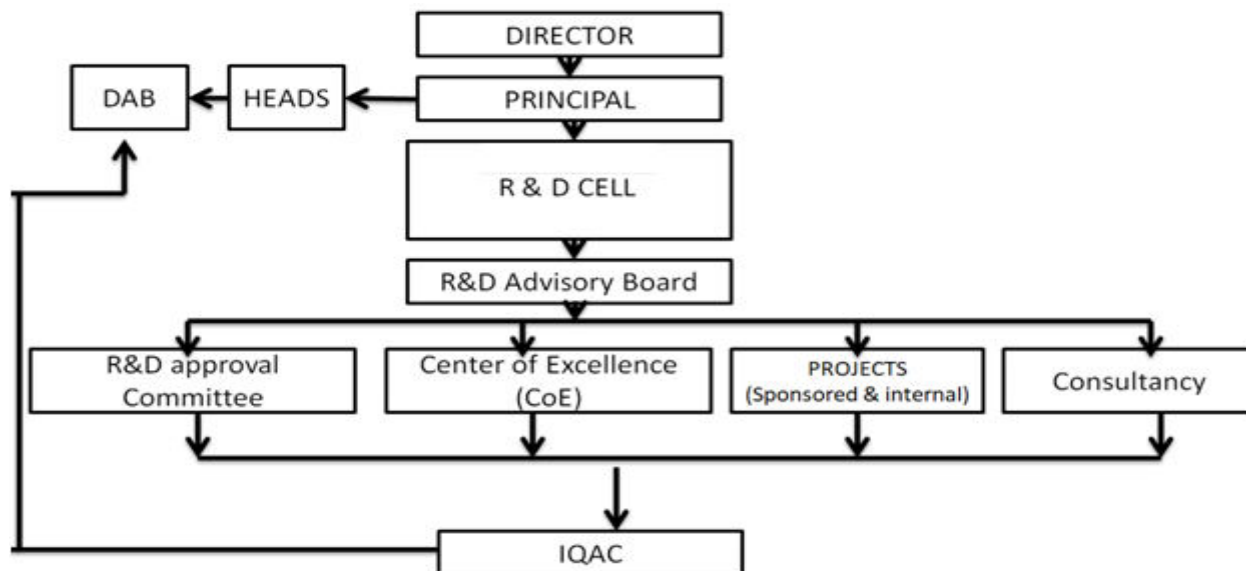 DIRECTOR
DAB
HEADS
PRINCIPAL
R & D CELL
R&D Advisory Board
R&D approval
Committee
Center of Excellence
(CoE)
PROJECTS
(Sponsored & internal)
Consultancy
IQAC